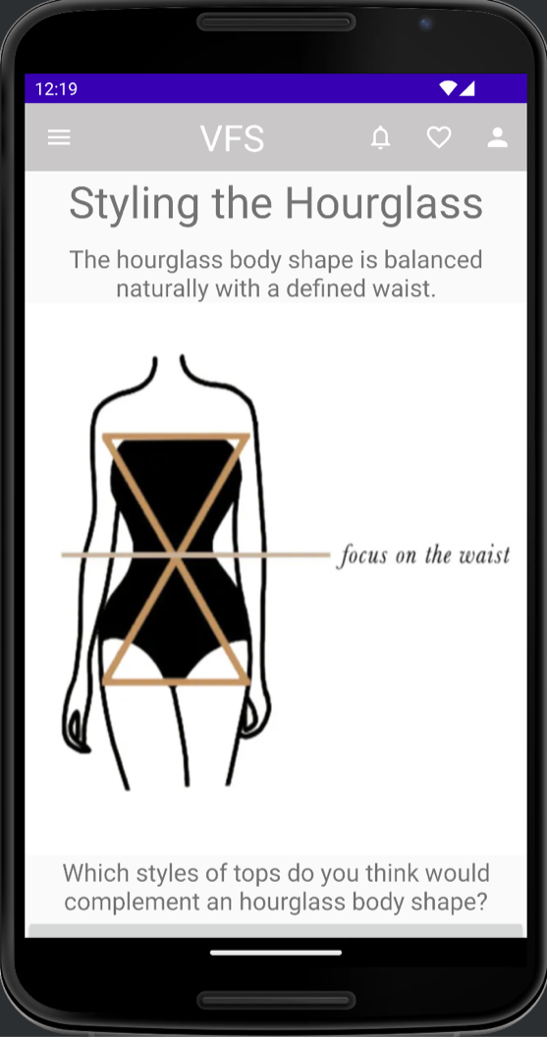 12:19
VFS
Styling the Hourglass
The hourglass body shape is balanced
naturally with a defined waist.
focus on the waist
Which styles of tops do you think would
complement an hourglass body shape?